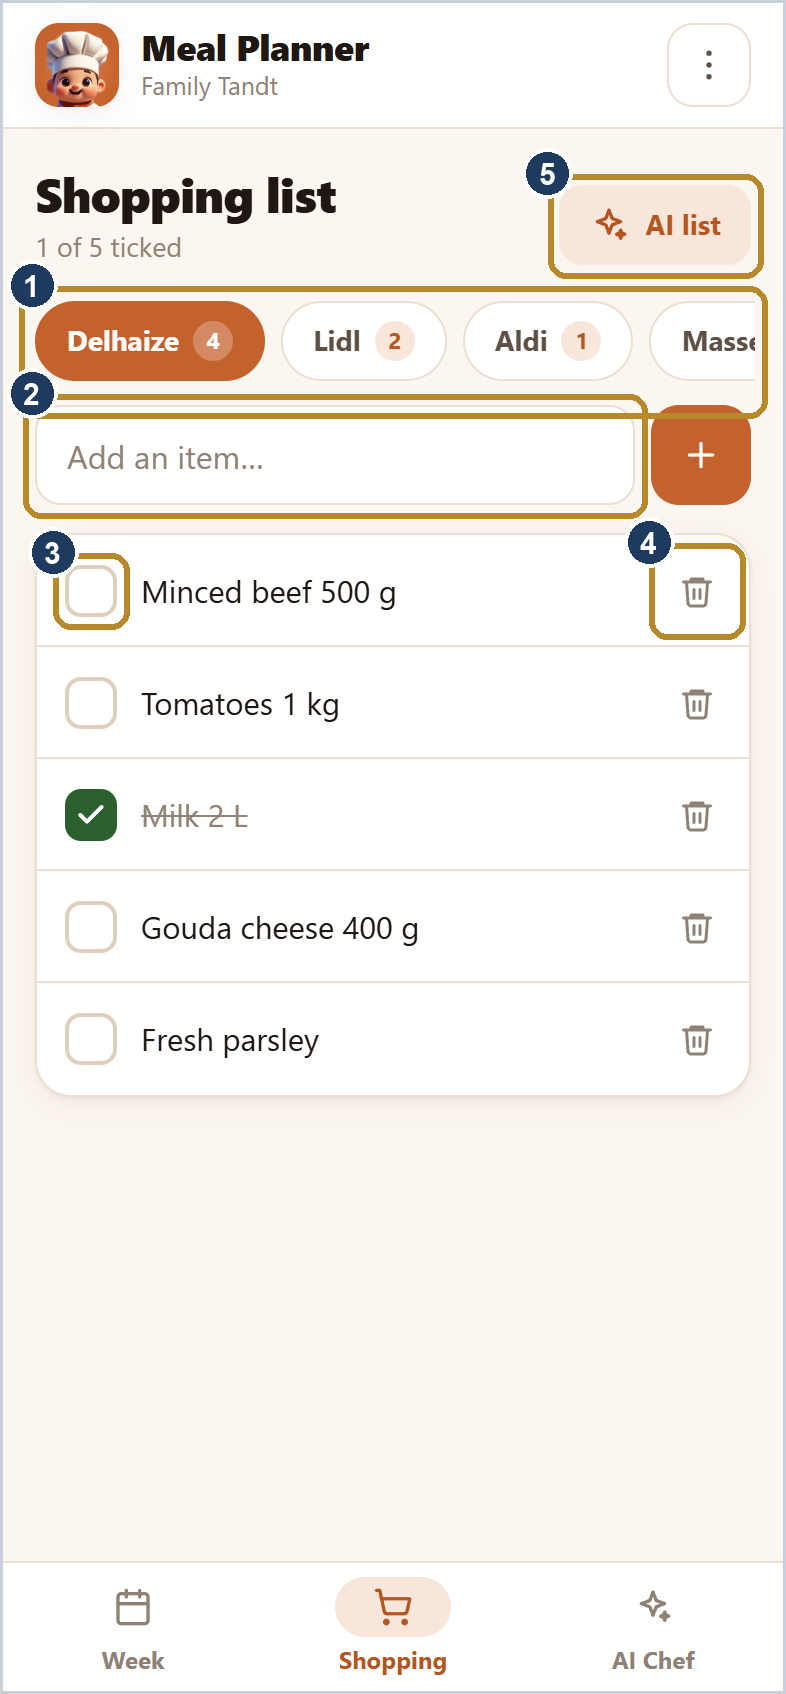 Meal Planner
Family Tandt
Shopping list
1 of 5 ticked
5
AI list
1
Delhaize 4
Lidl 2
Aldi 1
Masse
2
Add an item...
3
Minced beef 500 g
4
Tomatoes 1 kg
Milk 2 L
Gouda cheese 400 g
Fresh parsley
Week
Shopping
AI Chef